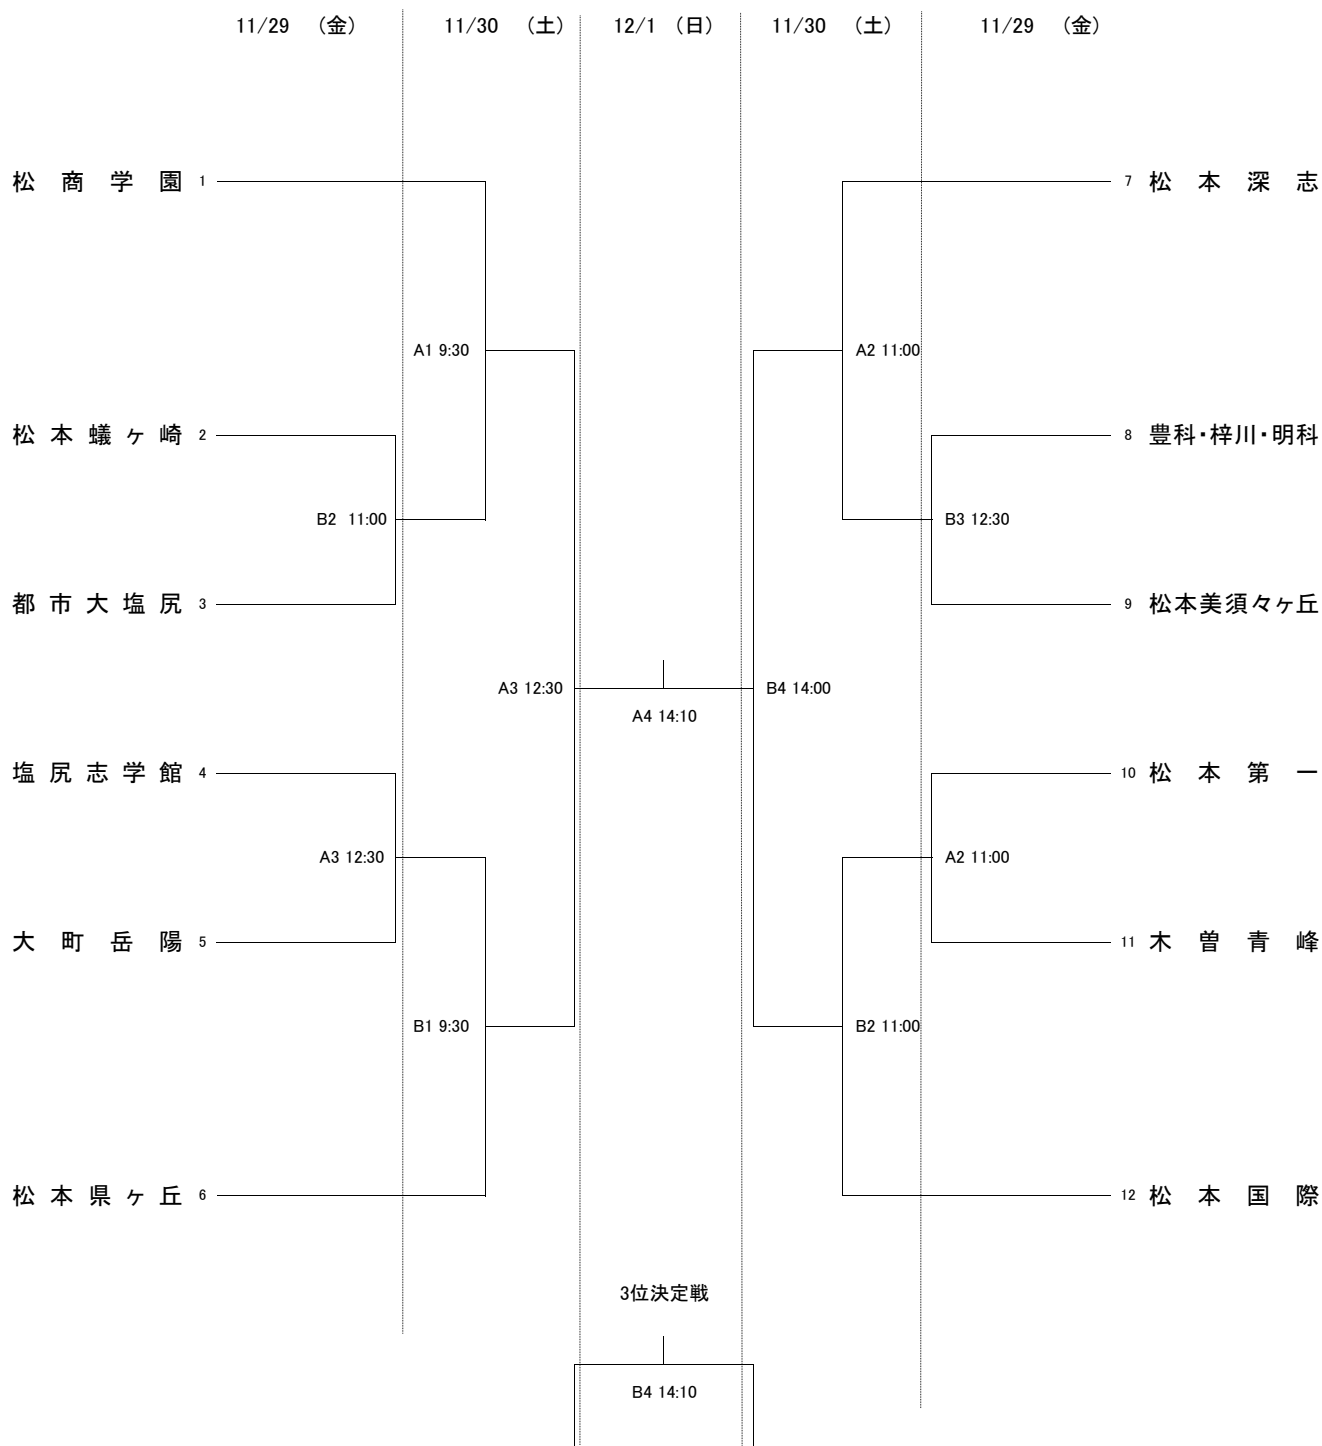 11/29 （金） 11/30 （土） 12/1 （日） 11/30 （土） 11/29 （金）
松商学園 1
7 松本深志
A1 9:30
A2 11:00
松本蟻ヶ崎 2
8 豊科・梓川・明科
B2 11:00
B3 12:30
都市大塩尻 3
9 松本美須々ヶ丘
A3 12:30
B4 14:00
A4 14:10
塩尻志学館 4
10 松本第一
A3 12:30
A2 11:00
大町岳陽 5
11 木曽青峰
B1 9:30
B2 11:00
松本県ヶ丘 6
12 松本国際
3位決定戦
B4 14:10